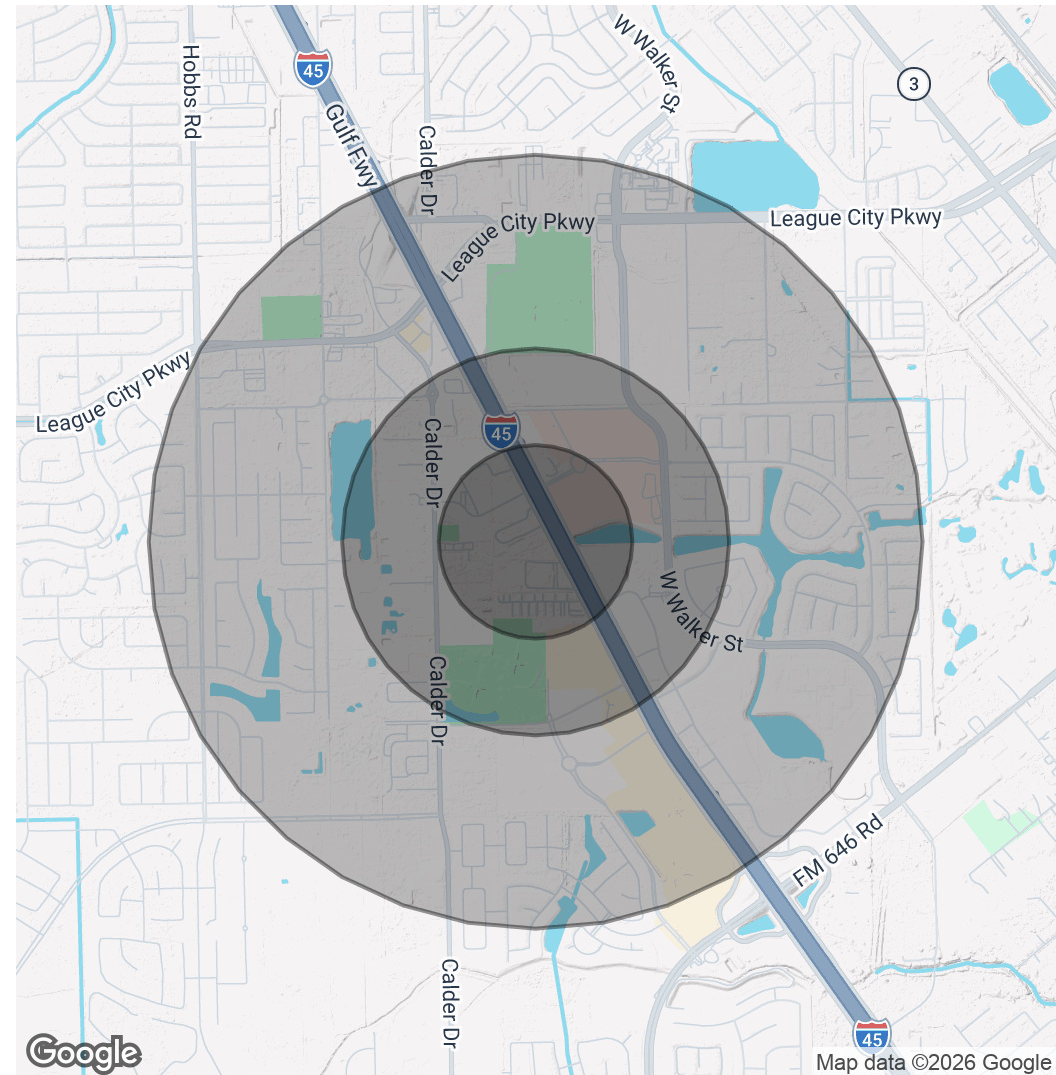 W Walker St
45
3
Hobbs Rd
Gulf Fwy
Calder Dr
League City Pkwy
League City Pkwy
League City Pkwy
45
Calder Dr
W Walker St
Calder Dr
FM 646 Rd
Calder Dr
45
Google
Map data ©2026 Google